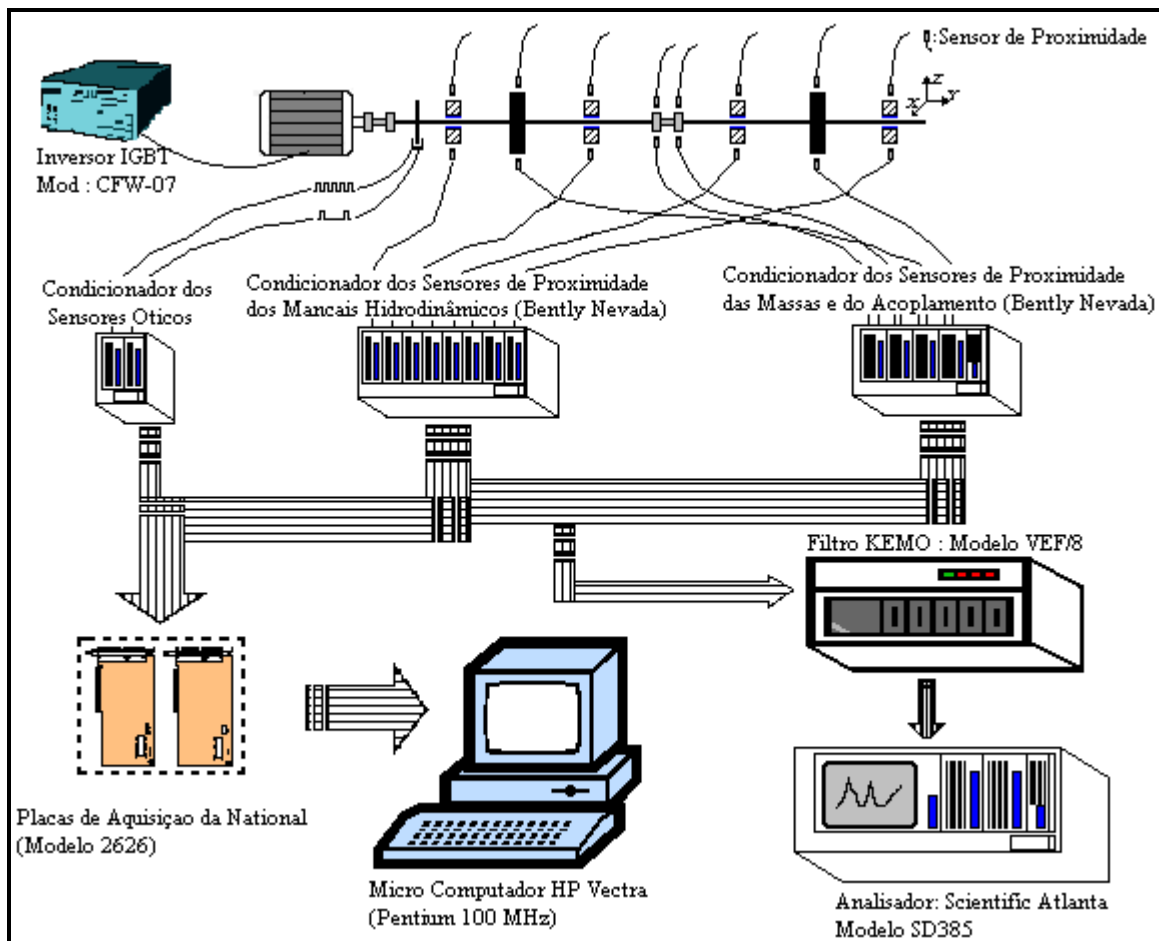 :Sensor de Proximidade
z
x
Y
Inversor IGBT
Mod : CFW-07
Condicionador dos
Sensores Oticos
Condicionador dos Sensores de Proximidade
dos Mancais Hidrodinâmicos (Bently Nevada)
Condicionador dos Sensores de Proximidade
das Massas e do Acoplamento (Bently Nevada)
Filtro KEMO : Modelo VEF/8
Placas de Aquisiçao da National
(Modelo 2626)
Micro Computador HP Vectra
(Pentium 100 MHz)
Analisador: Scientific Atlanta
Modelo SD385